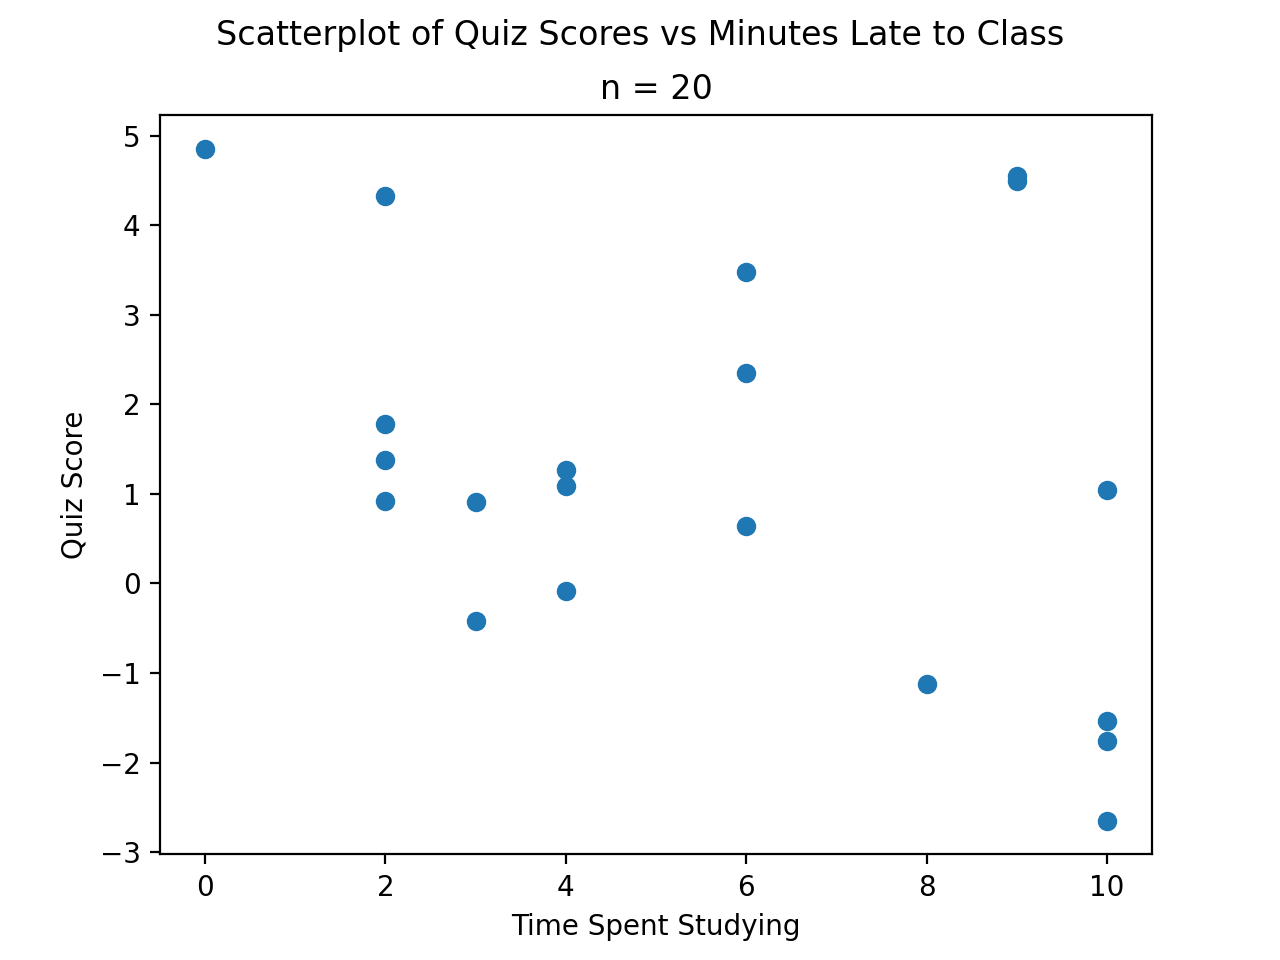 Scatterplot of Quiz Scores vs Minutes Late to Class
n = 20
5
4
3
2
1
0
−1
−2
−3
Quiz Score
0 2 4 6 8 10
Time Spent Studying